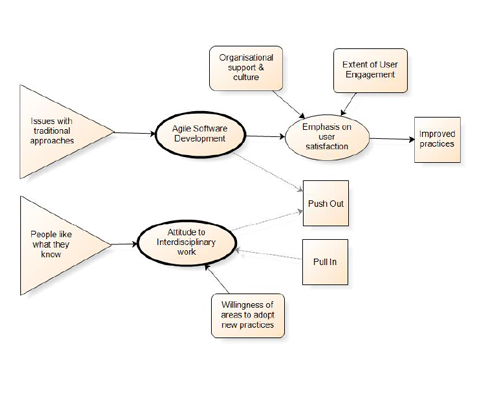 Organisational
support &
culture
Extent of User
Engagement
Issues with
traditional
approaches
Agile Software
Development
Emphasis on
user
satisfaction
Improved
practices
Push Out
People like
what they
know
Attitude to
Interdisciplinary
work
Pull In
Willingness of
areas to adopt
new practices